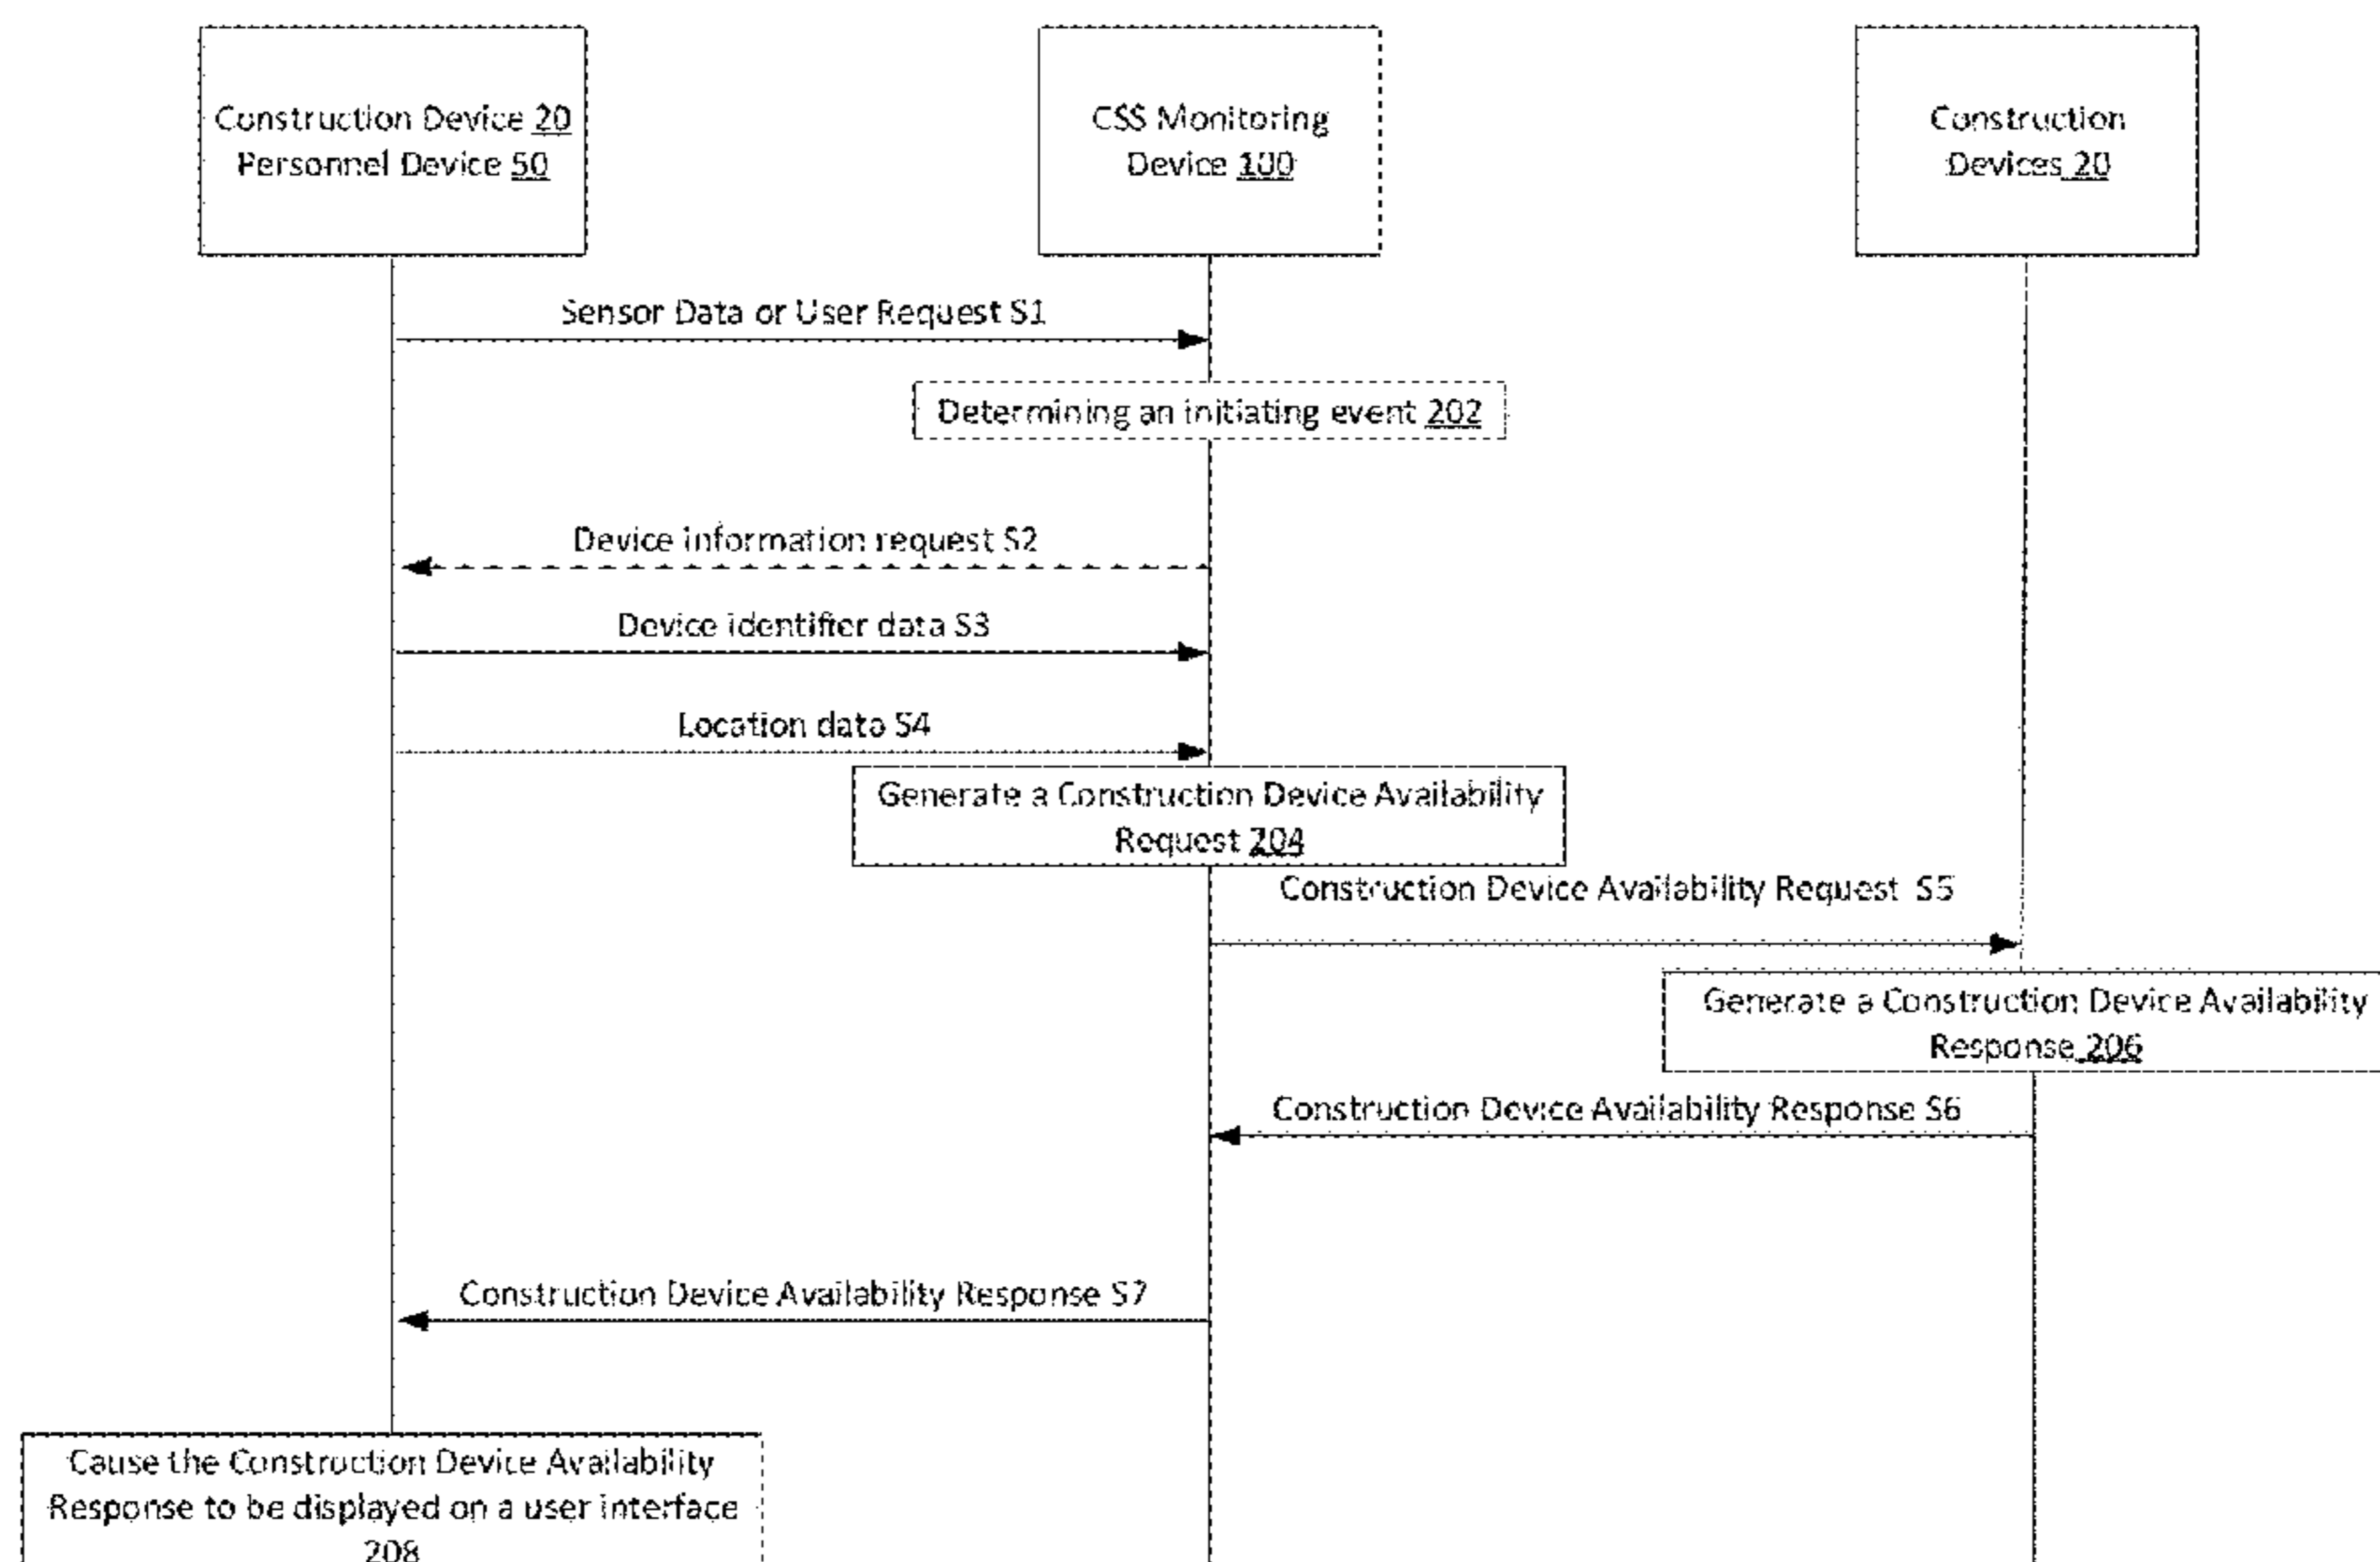 Construction Device 20
Personnel Device 50
CSS Monitoring
Device 100
Construction
Devices 20
Sensor Data or User Request S1
Determining an initiating event 202
Device information request S2
Device identifier data S3
Location data S4
Generate a Construction Device Availability
Request 204
Construction Device Availability Request S5
Generate a Construction Device Availability
Response 206
Construction Device Availability Response S6
Construction Device Availability Response S7
Cause the Construction Device Availability
Response to be displayed on a user interface
208